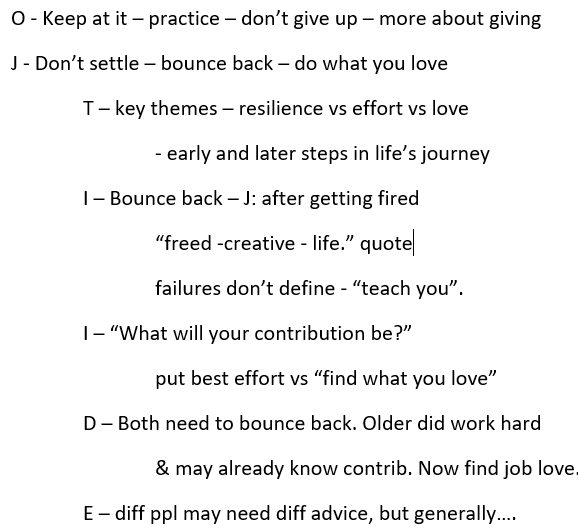 O - Keep at it – practice – don’t give up – more about giving
J - Don’t settle – bounce back – do what you love
T – key themes – resilience vs effort vs love
- early and later steps in life’s journey
I – Bounce back – J: after getting fired
“freed -creative - life.” quote
failures don’t define - “teach you”.
I – “What will your contribution be?”
put best effort vs “find what you love”
D – Both need to bounce back. Older did work hard
& may already know contrib. Now find job love.
E – diff ppl may need diff advice, but generally….